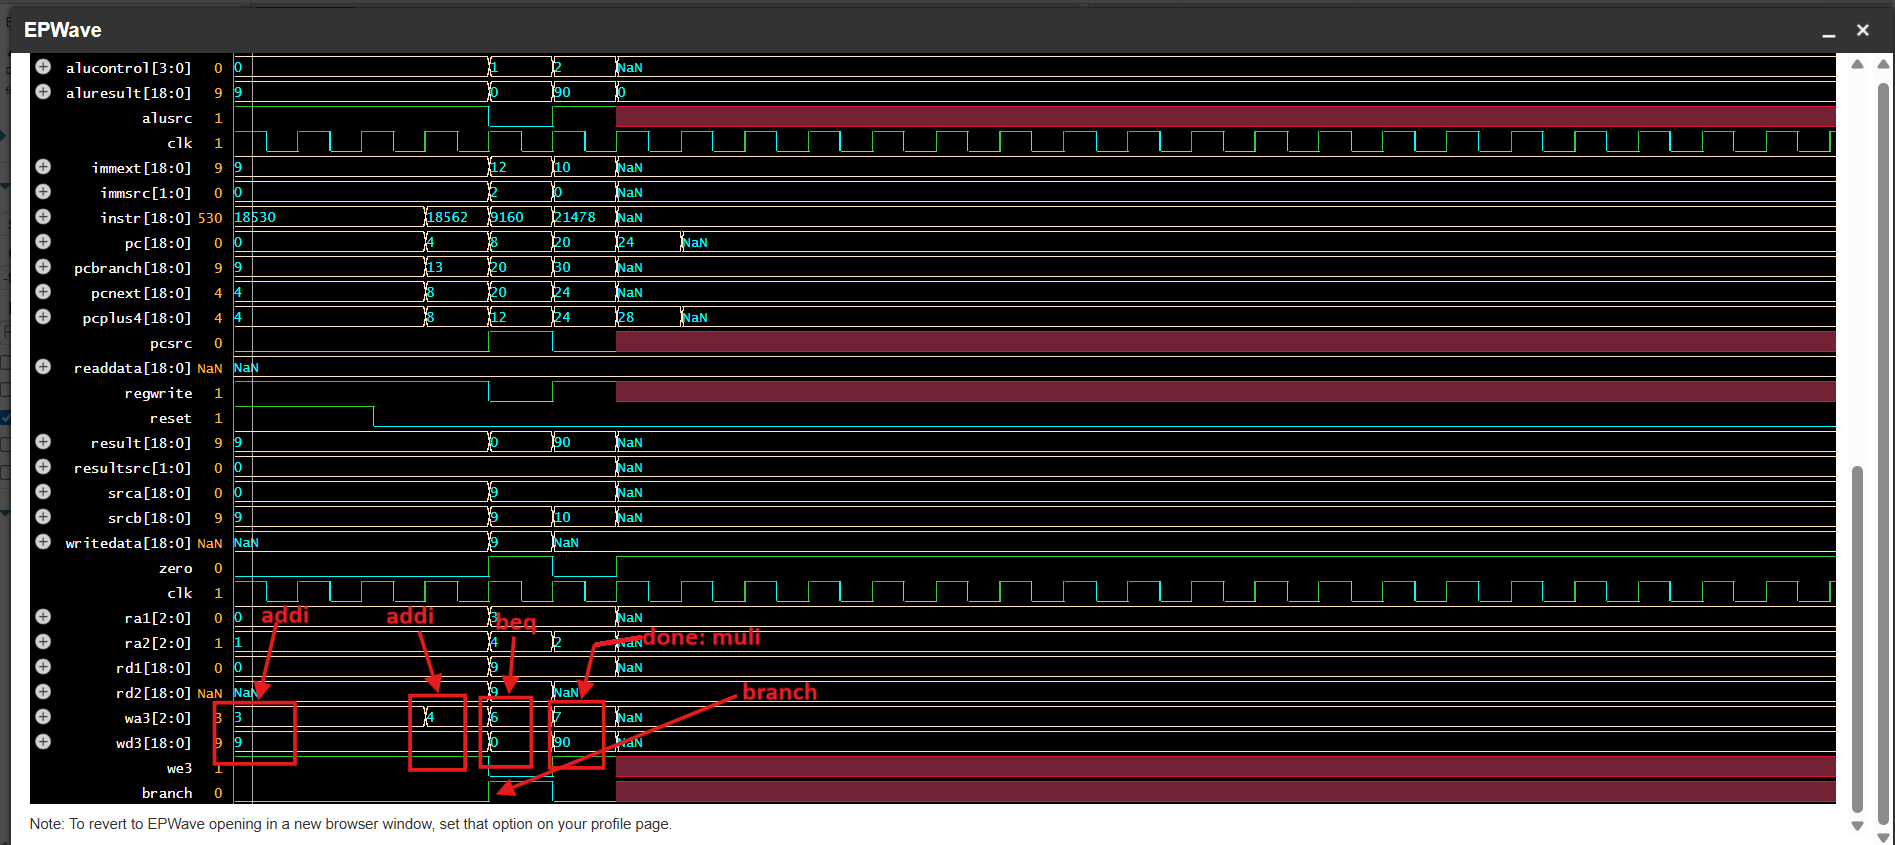 EPWave
alucontrol[3:0] 0 0 1 2 NaN
aluresult[18:0] 9 9 0 90 0
alusrc 1
clk 1
immext[18:0] 9 9 12 10 NaN
immsrc[1:0] 0 0 2 0 NaN
instr[18:0] 530 18530 18562 9160 21478 NaN
pc[18:0] 0 0 4 8 20 24 NaN
pcbranch[18:0] 9 9 13 20 30 NaN
pcnext[18:0] 4 4 8 20 24 NaN
pcplus4[18:0] 4 4 8 12 24 28 NaN
pcsrc 0
readdata[18:0] NaN NaN
regwrite 1
reset 1
result[18:0] 9 9 0 90 NaN
resultsrc[1:0] 0 0 NaN
srca[18:0] 0 0 9 NaN
srcb[18:0] 9 9 9 10 NaN
writedata[18:0] NaN NaN 9 NaN
zero 0
clk 1
ra1[2:0] 0 0 3 NaN
addi addi beq done: muli
ra2[2:0] 1 1 4 2 NaN
rd1[18:0] 0 0 9 NaN
rd2[18:0] NaN NaN 9 NaN
branch
wa3[2:0] 3 3 4 6 7 NaN
wd3[18:0] 9 9 0 90 NaN
we3 1
branch 0
Note: To revert to EPWave opening in a new browser window, set that option on your profile page.